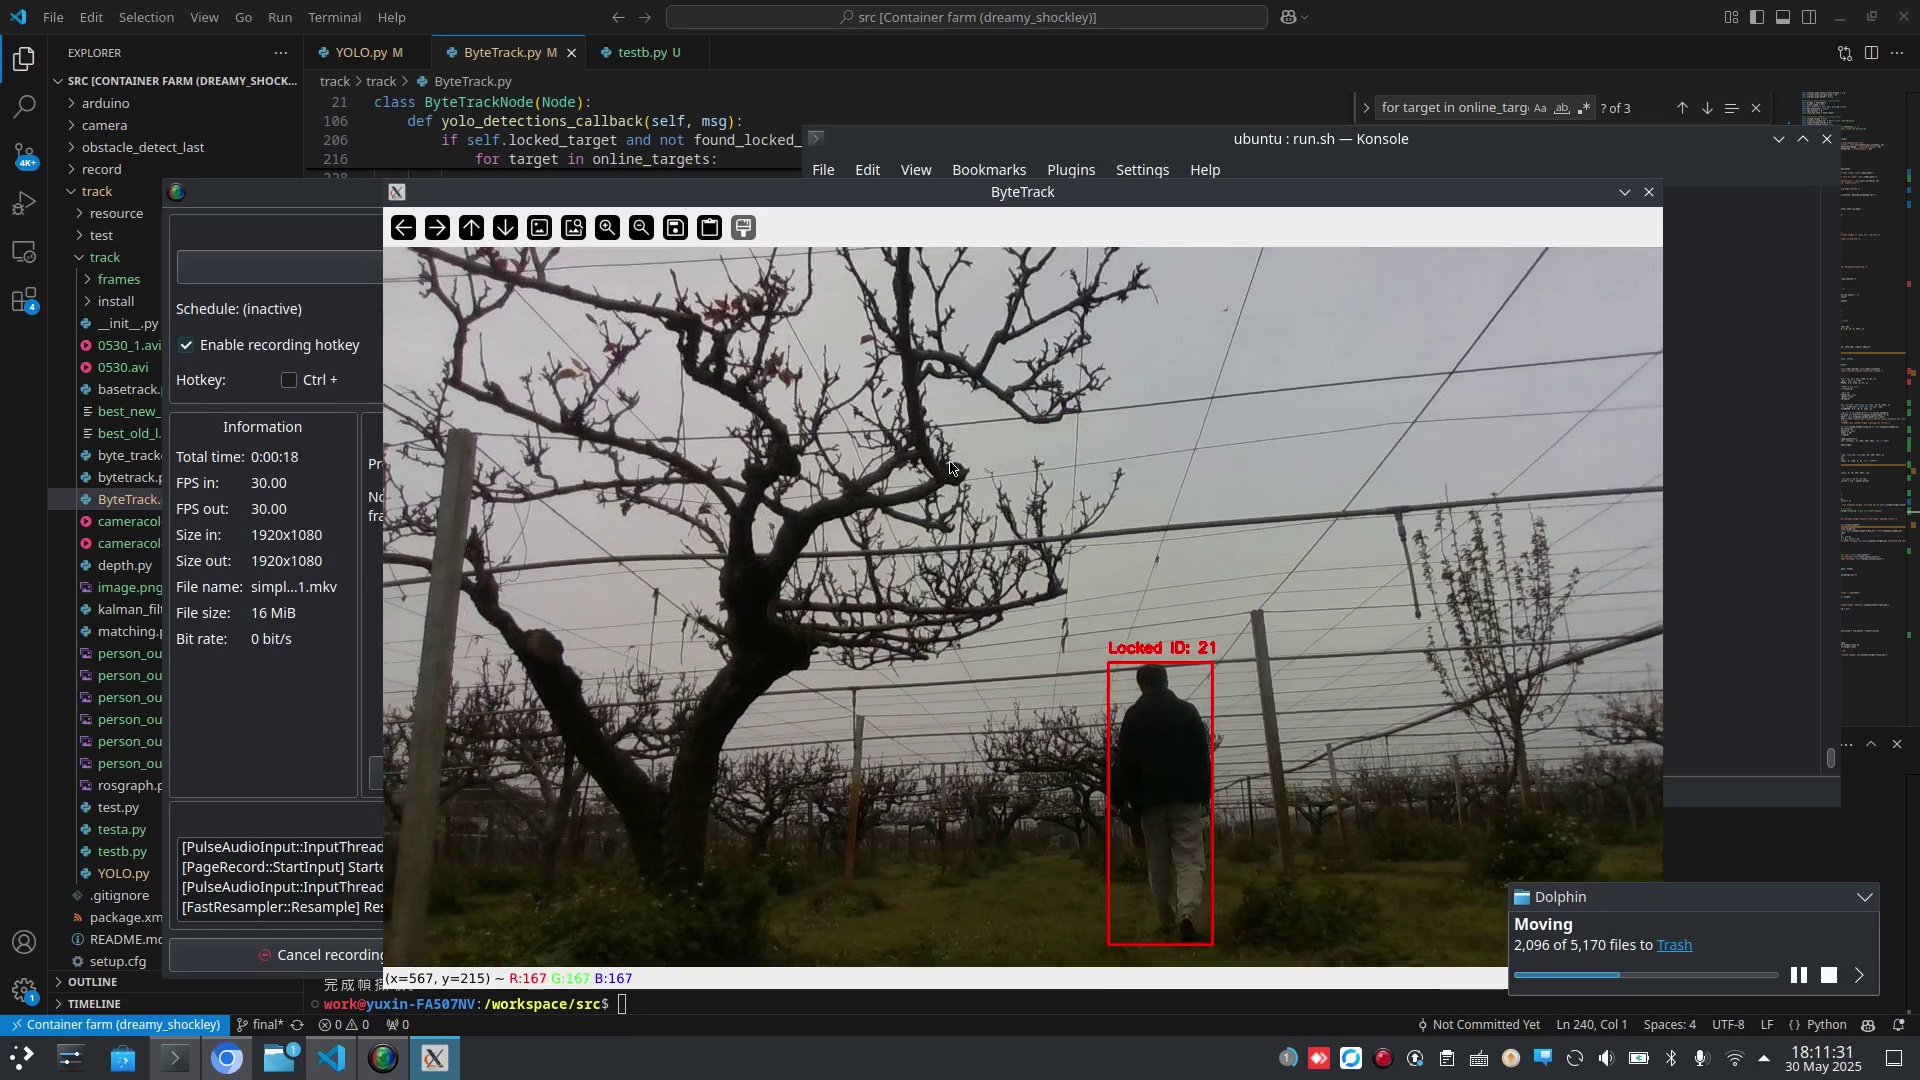 File Edit Selection View Go Run Terminal Help
src [Container farm (dreamy_shockley)]
EXPLORER
YOLO.py M
ByteTrack.py M
testb.py U
SRC [CONTAINER FARM (DREAMY_SHOCK...
track > track > ByteTrack.py
arduino
camera
obstacle_detect_last
record
track
resource
test
track
frames
install
__init__.py
0530_1.avi
0530.avi
basetrack.
best_new_
best_old_l.
byte_track
bytetrack.p
ByteTrack.
cameracol
cameracol
depth.py
image.png
kalman_filt
matching.p
person_ou
person_ou
person_ou
person_ou
person_ou
person_ou
rosgraph.p
test.py
testa.py
testb.py
YOLO.py
.gitignore
package.xm
README.md
setup.cfg
OUTLINE
TIMELINE
21 class ByteTrackNode(Node):
106 def yolo_detections_callback(self, msg):
206 if self.locked_target and not found_locked_
216 for target in online_targets:
for target in online_targ
? of 3
ubuntu : run.sh — Konsole
File Edit View Bookmarks Plugins Settings Help
ByteTrack
Schedule: (inactive)
Enable recording hotkey
Hotkey: Ctrl +
Information
Total time: 0:00:18
FPS in: 30.00
FPS out: 30.00
Size in: 1920x1080
Size out: 1920x1080
File name: simpl...1.mkv
File size: 16 MiB
Bit rate: 0 bit/s
[PulseAudioInput::InputThread
[PageRecord::StartInput] Starte
[PulseAudioInput::InputThread
[FastResampler::Resample] Res
Cancel recording
Locked ID: 21
(x=567, y=215) ~ R:167 G:167 B:167
work@yuxin-FA507NV:/workspace/src$
Dolphin
Moving
2,096 of 5,170 files to Trash
4K+
4
1
Container farm (dreamy_shockley)
final*
0 0
0
Not Committed Yet
Ln 240, Col 1
Spaces: 4
UTF-8
LF
Python
18:11:31
30 May 2025